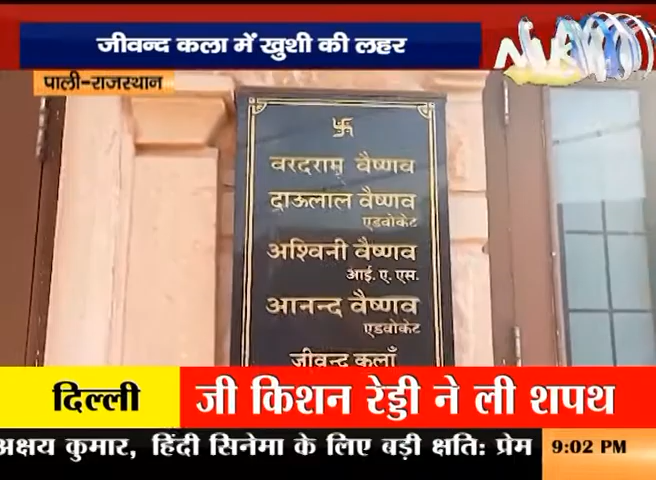 जीवन्द कला में खुशी की लहर
पाली-राजस्थान
वरदराम वैष्णव
द्राऊलाल वैष्णव
एडवोकेट
अश्विनी वैष्णव
आई. ए. एस.
आनन्द वैष्णव
एडवोकेट
जीवन्द कलाँ
दिल्ली
जी किशन रेड्डी ने ली शपथ
अक्षय कुमार, हिंदी सिनेमा के लिए बड़ी क्षति: प्रेम
9:02 PM